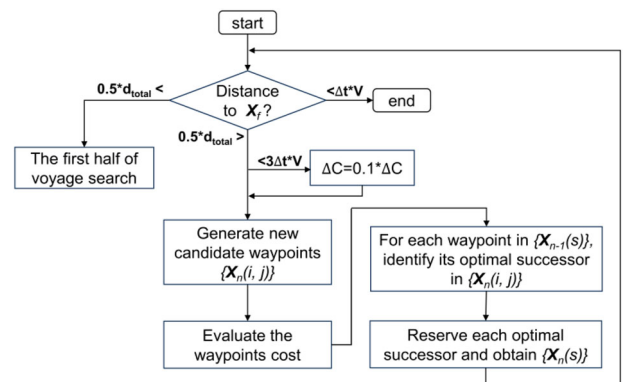 start
Distance
to X_f?
0.5*d_total <
<Δt*V
end
0.5*d_total >
The first half of
voyage search
<3Δt*V
ΔC=0.1*ΔC
Generate new
candidate waypoints
{X_n(i, j)}
For each waypoint in {X_n-1(s)},
identify its optimal successor
in {X_n(i, j)}
Evaluate the
waypoints cost
Reserve each optimal
successor and obtain {X_n(s)}